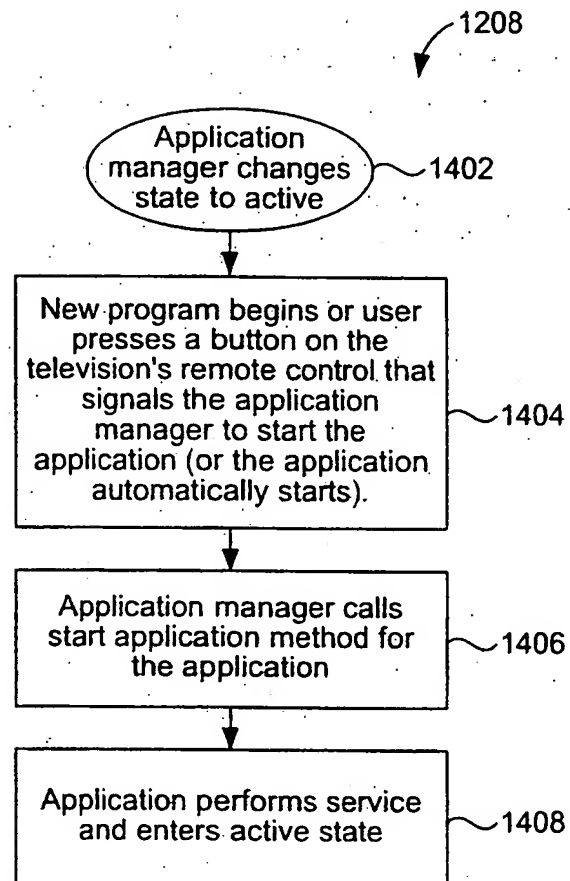 1208
Application
manager changes
state to active
1402
New program begins or user
presses a button on the
television's remote control that
signals the application
manager to start the
application (or the application
automatically starts).
1404
Application manager calls
start application method for
the application
1406
Application performs service
and enters active state
1408